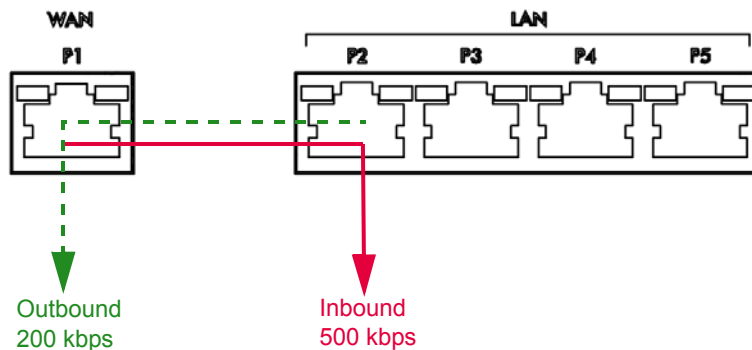 WAN
LAN
P1
P2
P3
P4
P5
Outbound
200 kbps
Inbound
500 kbps